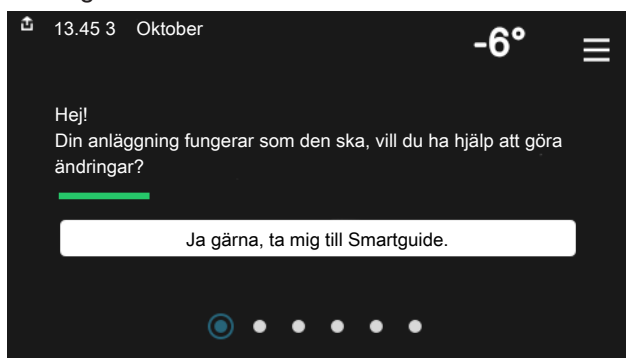 13.45 3 Oktober
-6°
Hej!
Din anläggning fungerar som den ska, vill du ha hjälp att göra
ändringar?
Ja gärna, ta mig till Smartguide.